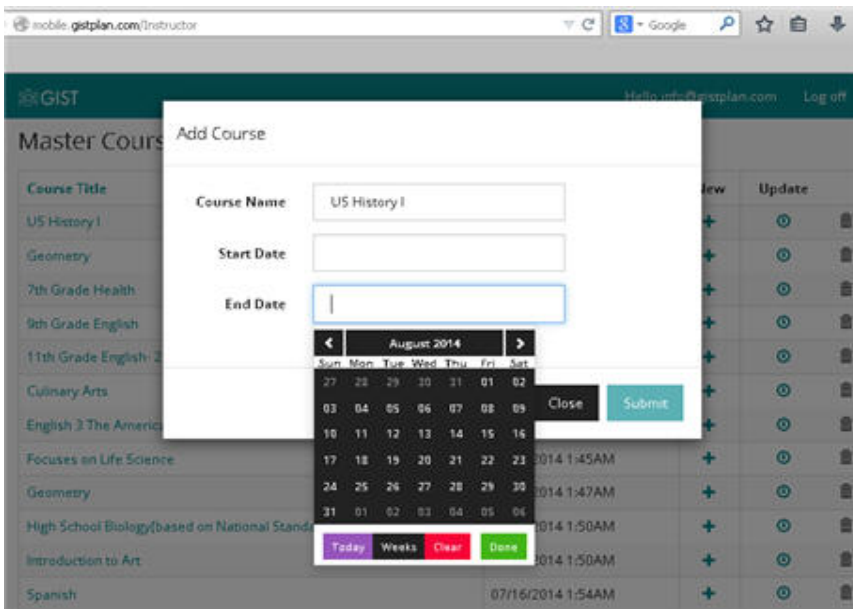 mobile.gistplan.com/Instructor
Google
GIST
Hello info@gistplan.com Log off
Master Cours
Add Course
Course Title
New Update
Course Name US History I
US History I
Start Date
Geometry
7th Grade Health
End Date
9th Grade English
August 2014
11th Grade English- 2
Sun Mon Tue Wed Thu Fri Sat
27 28 29 30 31 01 02
Culinary Arts
Close Submit
03 04 05 06 07 08 09
English 3 The Americ
10 11 12 13 14 15 16
Focuses on Life Science
17 18 19 20 21 22 23
2014 1:45AM
Geometry
24 25 26 27 28 29 30
2014 1:47AM
31 01 02 03 04 05 06
High School Biology(based on National Stand
2014 1:50AM
Today Weeks Clear Done
Introduction to Art
2014 1:50AM
Spanish
07/16/2014 1:54AM